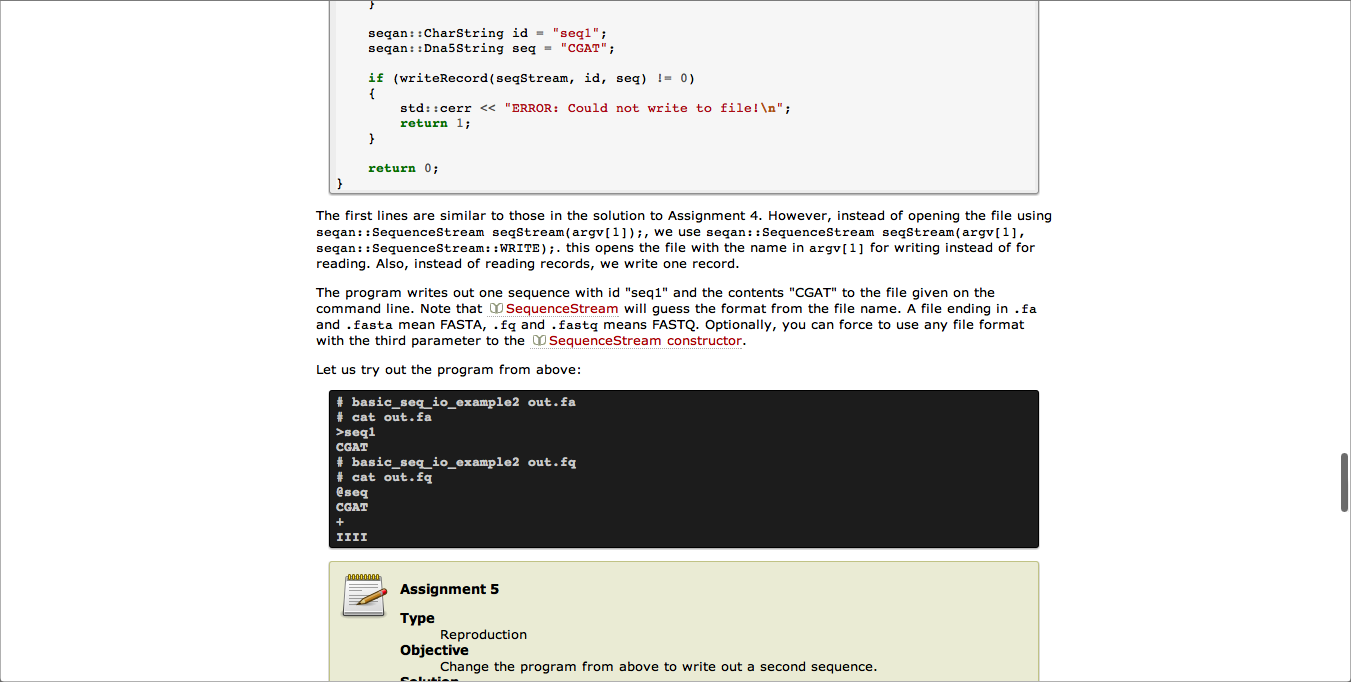 }
seqan::CharString id = "seq1";
seqan::Dna5String seq = "CGAT";
if (writeRecord(seqStream, id, seq) != 0)
{
std::cerr << "ERROR: Could not write to file!\n";
return 1;
}
return 0;
}
The first lines are similar to those in the solution to Assignment 4. However, instead of opening the file using
seqan::SequenceStream seqStream(argv[1]);, we use seqan::SequenceStream seqStream(argv[1],
seqan::SequenceStream::WRITE);. this opens the file with the name in argv[1] for writing instead of for
reading. Also, instead of reading records, we write one record.
The program writes out one sequence with id "seq1" and the contents "CGAT" to the file given on the
command line. Note that SequenceStream will guess the format from the file name. A file ending in .fa
and .fasta mean FASTA, .fq and .fastq means FASTQ. Optionally, you can force to use any file format
with the third parameter to the SequenceStream constructor.
Let us try out the program from above:
# basic_seq_io_example2 out.fa
# cat out.fa
>seq1
CGAT
# basic_seq_io_example2 out.fq
# cat out.fq
@seq
CGAT
+
IIII
Assignment 5
Type
Reproduction
Objective
Change the program from above to write out a second sequence.
Solution